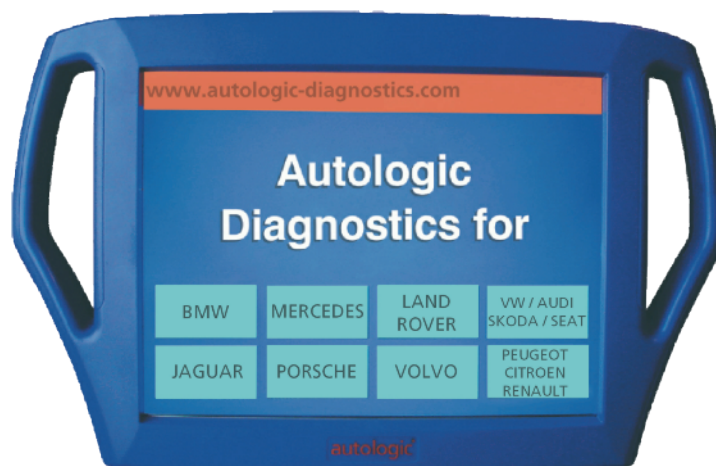 www.autologic-diagnostics.com
Autologic
Diagnostics for
BMW
MERCEDES
LAND
ROVER
VW / AUDI
SKODA / SEAT
JAGUAR
PORSCHE
VOLVO
PEUGEOT
CITROEN
RENAULT
autologic